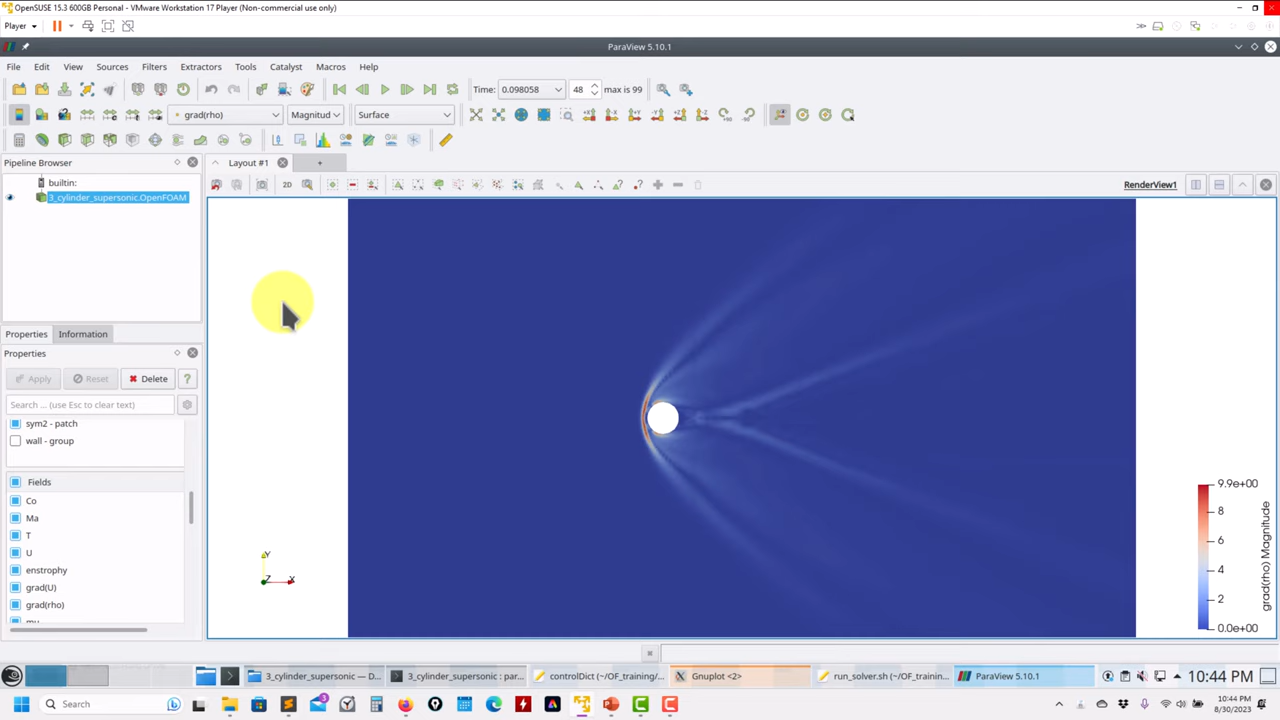 OpenSUSE 15.3 600GB Personal - VMware Workstation 17 Player (Non-commercial use only)
Player
ParaView 5.10.1
File Edit View Sources Filters Extractors Tools Catalyst Macros Help
Time: 0.098058 48 max is 99
grad(rho) Magnitud Surface
Pipeline Browser
Layout #1 +
builtin:
3_cylinder_supersonic.OpenFOAM
2D
RenderView1
Properties Information
Properties
Apply Reset Delete ?
Search ... (use Esc to clear text)
sym2 - patch
wall - group
Fields
Co
Ma
T
U
enstrophy
grad(U)
grad(rho)
Y
Z X
9.9e+00
8
6
4
2
0.0e+00
grad(rho) Magnitude
3_cylinder_supersonic — D...
3_cylinder_supersonic : par...
controlDict (~/OF_training/...
Gnuplot <2>
run_solver.sh (~/OF_trainin...
ParaView 5.10.1
10:44 PM
Search
3
10:44 PM
8/30/2023